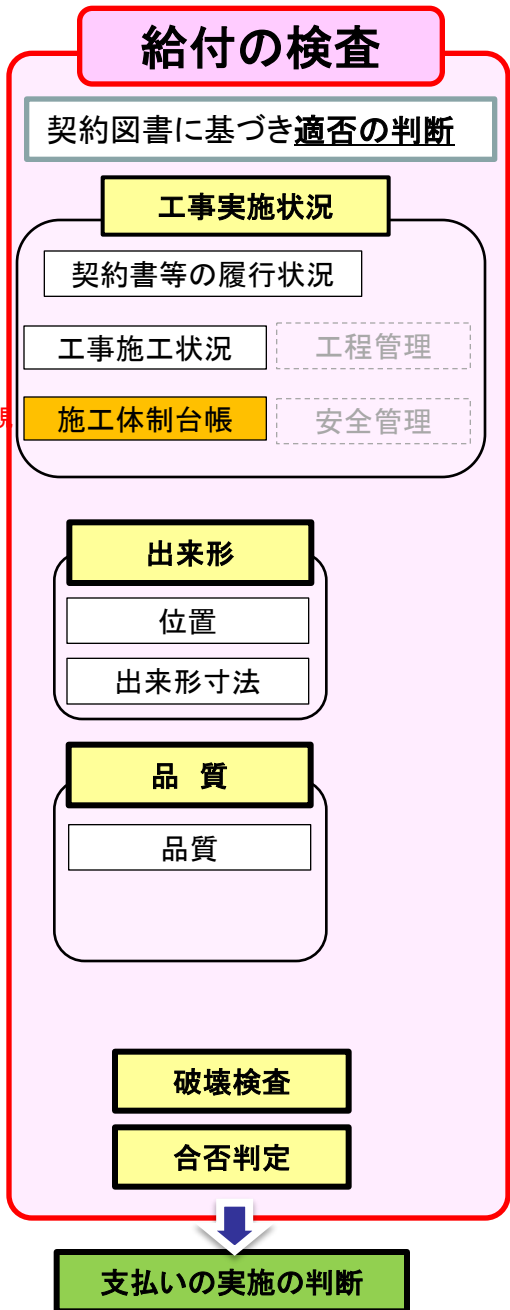 給付の検査
契約図書に基づき適否の判断
工事実施状況
契約書等の履行状況
工事施工状況
工程管理
施工体制台帳
安全管理
出来形
位置
出来形寸法
品 質
品質
破壊検査
合否判定
支払いの実施の判断